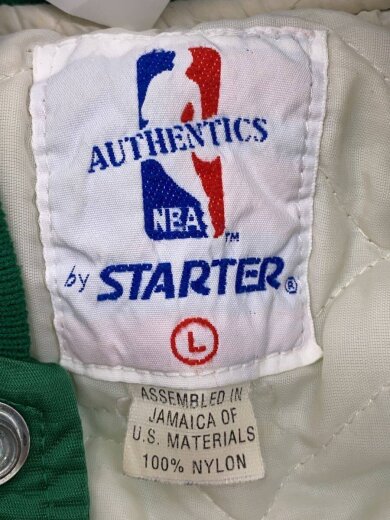 AUTHENTICS
NBA
TM
by STARTER®
L
ASSEMBLED IN
JAMAICA OF
U.S. MATERIALS
100% NYLON